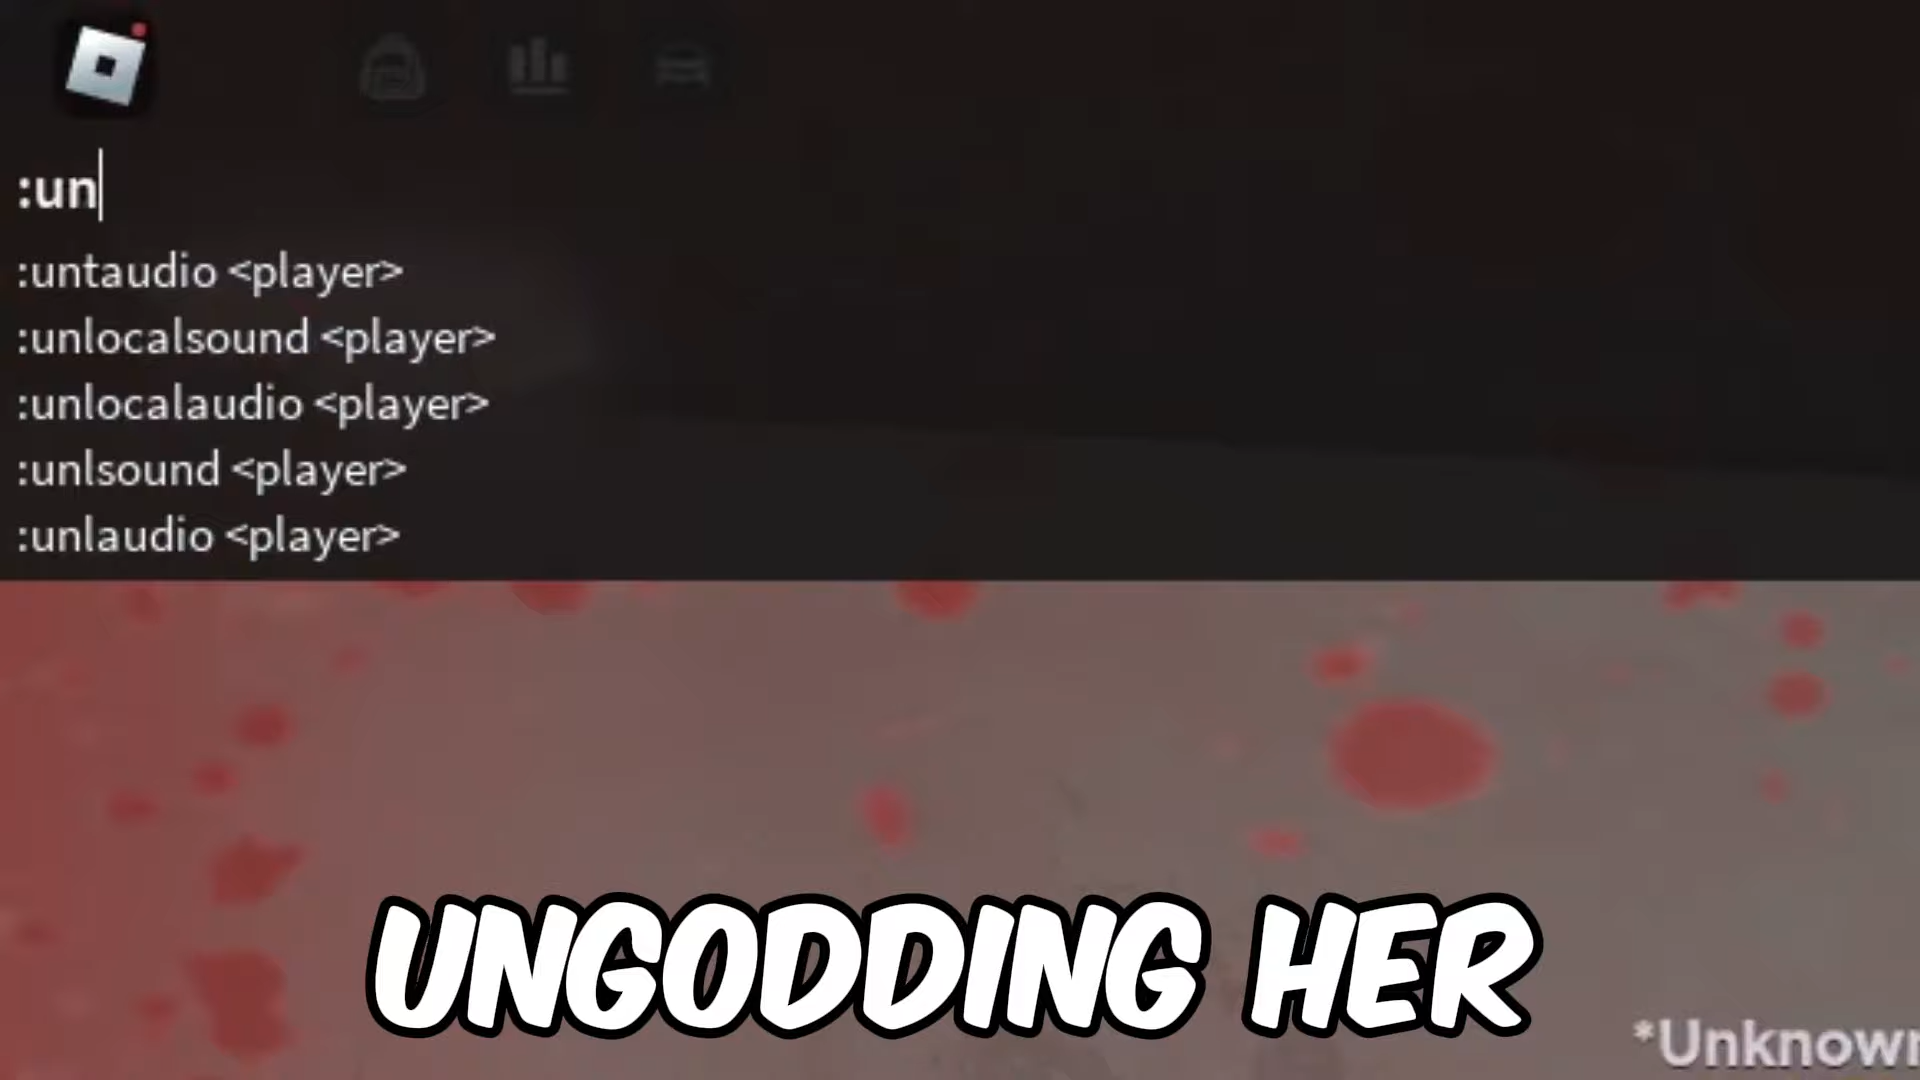 :un
:untaudio <player>
:unlocalsound <player>
:unlocalaudio <player>
:unlsound <player>
:unlaudio <player>
UNGODDING HER
*Unknown